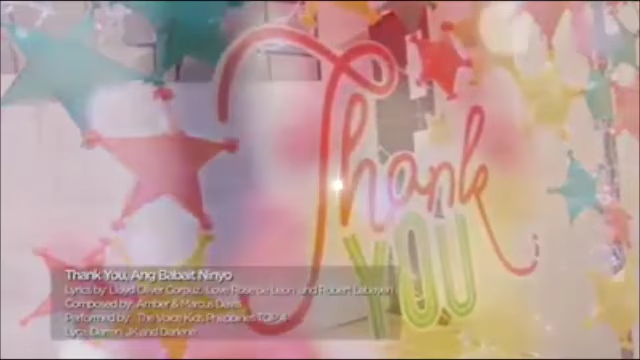 Thank
YOU
Thank You, Ang Babait Ninyo
Lyrics by: Lloyd Oliver Corpuz, Love Rose de Leon, and Robert Labayen
Composed by: Amber & Marcus Davis
Performed by: The Voice Kids Philippines TOP 4
Lyca, Darren, JK, and Darlene